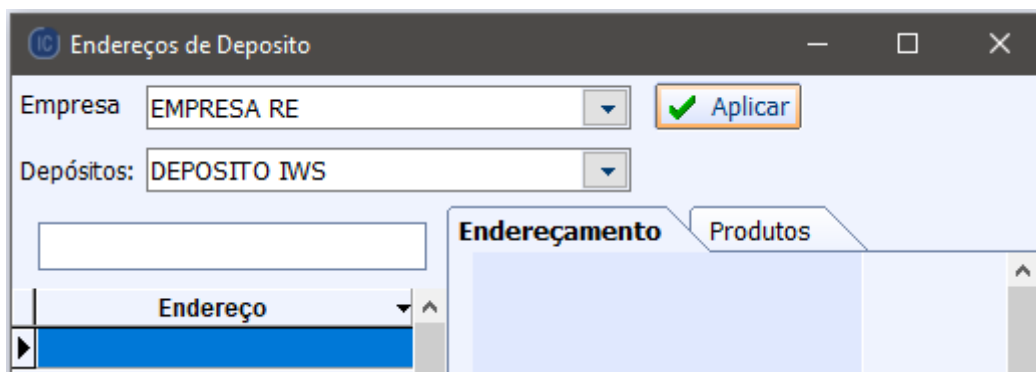 IC Endereços de Deposito
Empresa EMPRESA RE Aplicar
Depósitos: DEPOSITO IWS
Endereçamento Produtos
Endereço